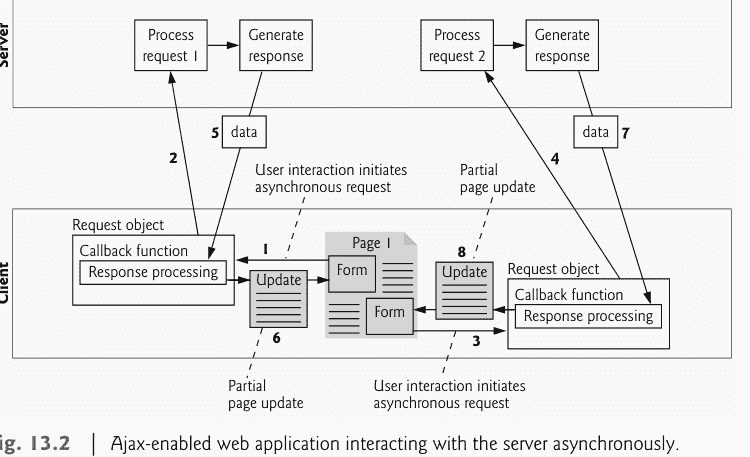 Server
Process
request 1
Generate
response
Process
request 2
Generate
response
5
data
data
7
2
4
User interaction initiates
asynchronous request
Partial
page update
Client
Request object
Callback function
Response processing
1
Update
6
Page 1
Form
Form
8
Update
3
Request object
Callback function
Response processing
Partial
page update
User interaction initiates
asynchronous request
ig. 13.2 | Ajax-enabled web application interacting with the server asynchronously.